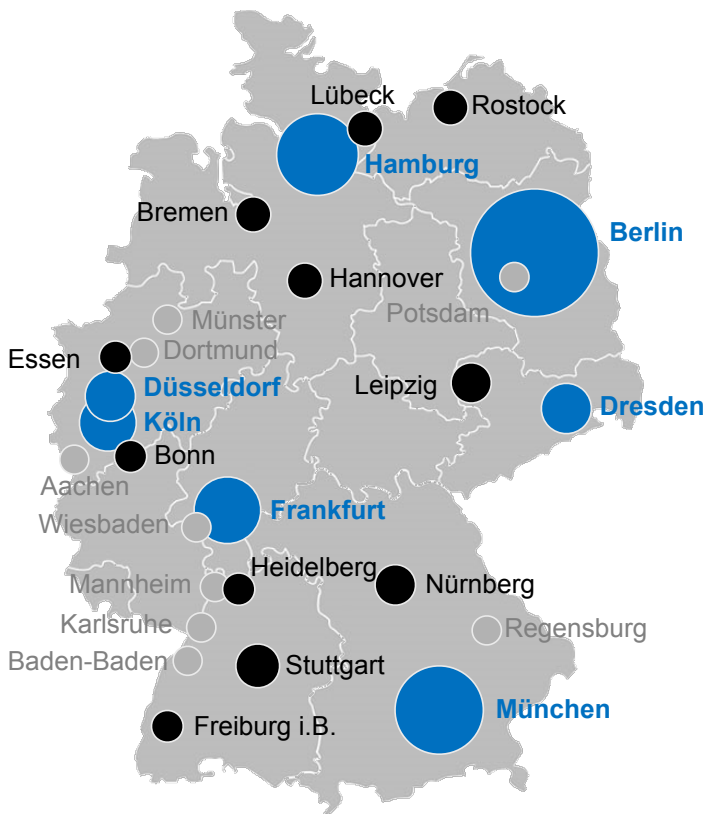 Lübeck
Rostock
Hamburg
Bremen
Berlin
Hannover
Potsdam
Münster
Dortmund
Essen
Düsseldorf
Leipzig
Dresden
Köln
Bonn
Aachen
Frankfurt
Wiesbaden
Heidelberg
Mannheim
Nürnberg
Karlsruhe
Regensburg
Baden-Baden
Stuttgart
München
Freiburg i.B.